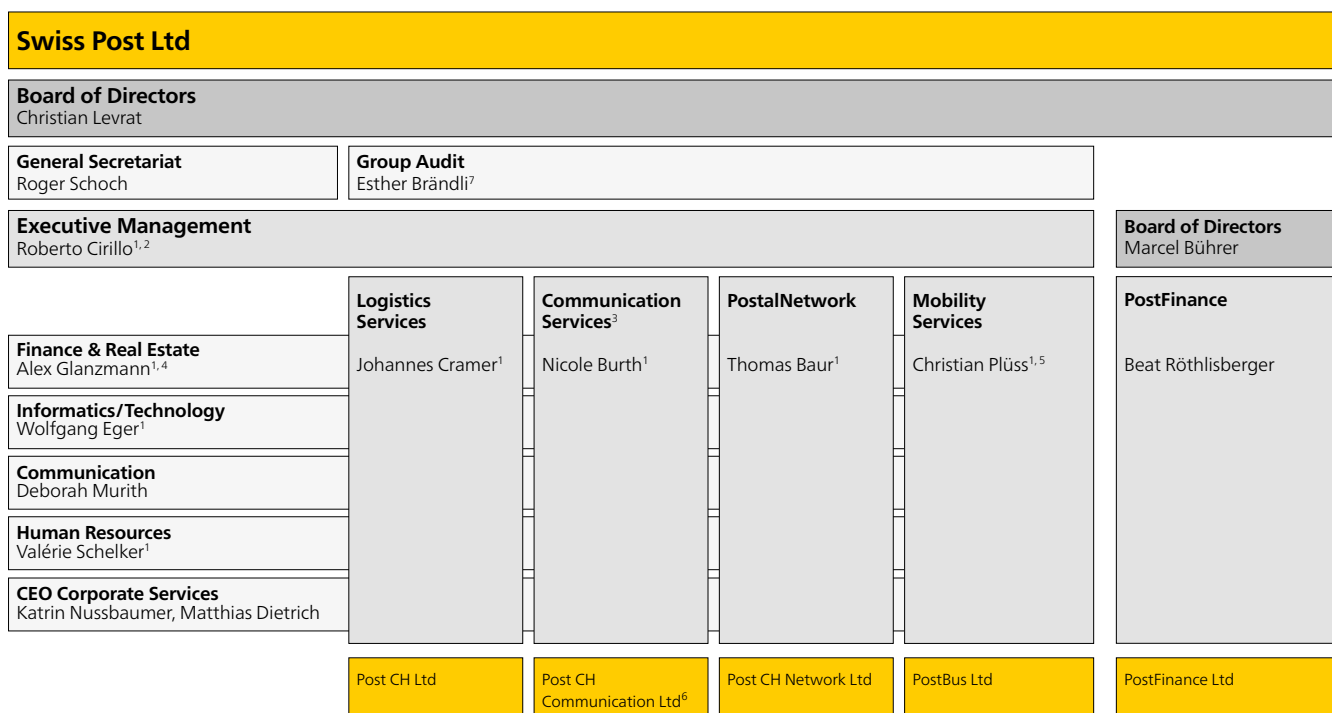 Swiss Post Ltd
Board of Directors
Christian Levrat
General Secretariat
Roger Schoch
Group Audit
Esther Brändli⁷
Executive Management
Roberto Cirillo¹,²
Board of Directors
Marcel Bührer
Logistics
Services
Johannes Cramer¹
Communication
Services³
Nicole Burth¹
PostalNetwork
Thomas Baur¹
Mobility
Services
Christian Plüss¹,⁵
PostFinance
Beat Röthlisberger
Finance & Real Estate
Alex Glanzmann¹,⁴
Informatics/Technology
Wolfgang Eger¹
Communication
Deborah Murith
Human Resources
Valérie Schelker¹
CEO Corporate Services
Katrin Nussbaumer, Matthias Dietrich
Post CH Ltd
Post CH
Communication Ltd⁶
Post CH Network Ltd
PostBus Ltd
PostFinance Ltd